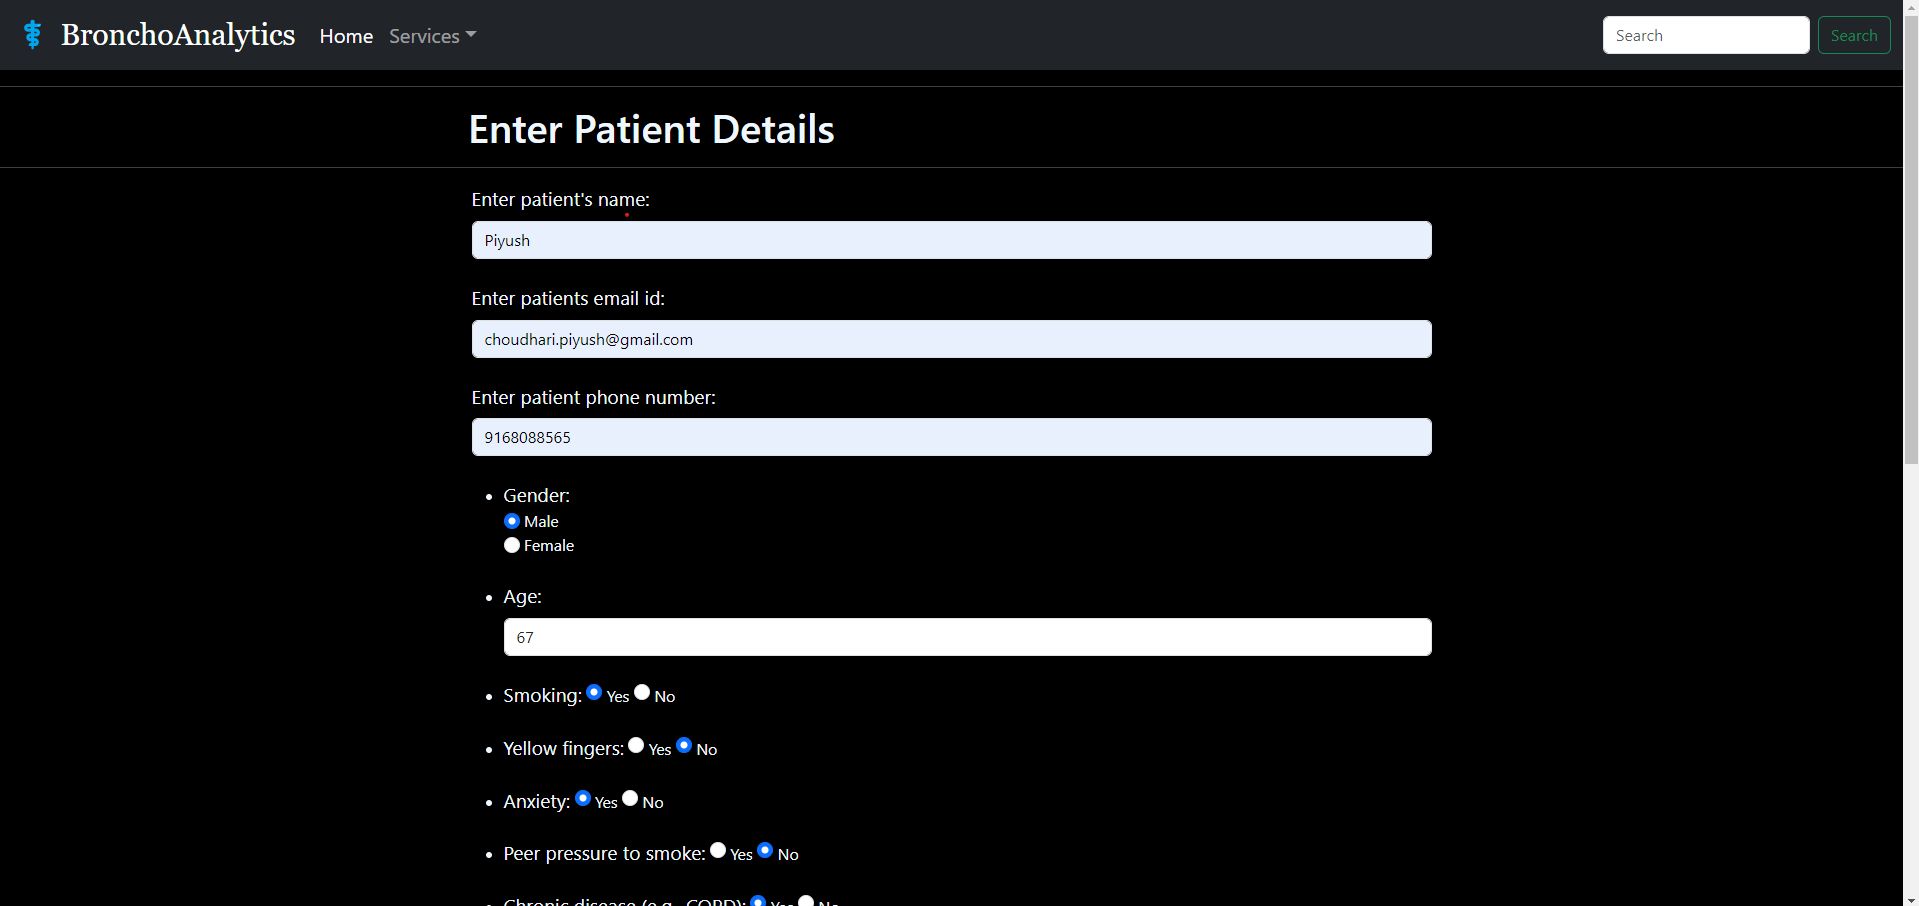 BronchoAnalytics Home Services Search Search
Enter Patient Details
Enter patient's name:
Piyush
Enter patients email id:
choudhari.piyush@gmail.com
Enter patient phone number:
9168088565
Gender:
Male
Female
Age:
67
Smoking: Yes No
Yellow fingers: Yes No
Anxiety: Yes No
Peer pressure to smoke: Yes No
Chronic disease (e.g., COPD): Yes No